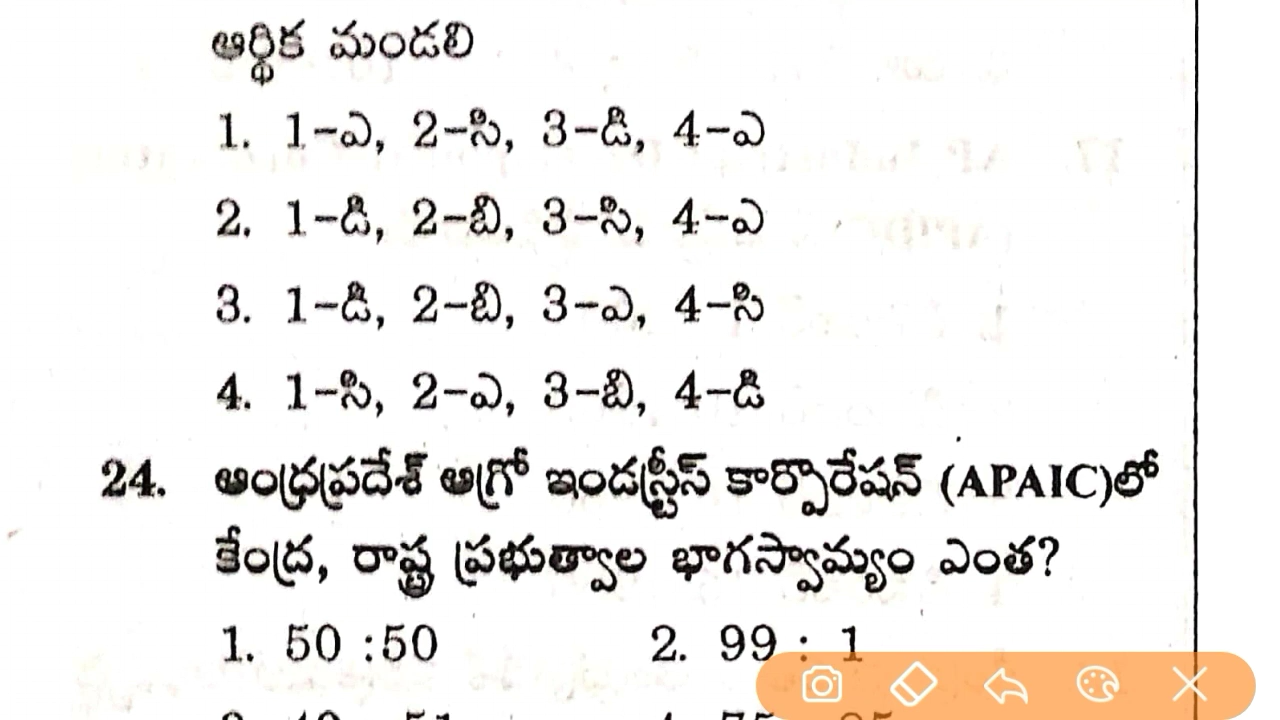 ఆర్థిక మండలి
1. 1-ఎ, 2-సి, 3-డి, 4-ఎ
2. 1-డి, 2-బి, 3-సి, 4-ఎ
3. 1-డి, 2-బి, 3-ఎ, 4-సి
4. 1-సి, 2-ఎ, 3-బి, 4-డి
24. ఆంధ్రప్రదేశ్ ఆగ్రో ఇండస్ట్రీస్ కార్పొరేషన్ (APAIC)లో
కేంద్ర, రాష్ట్ర ప్రభుత్వాల భాగస్వామ్యం ఎంత?
1. 50 :50 2. 99 : 1